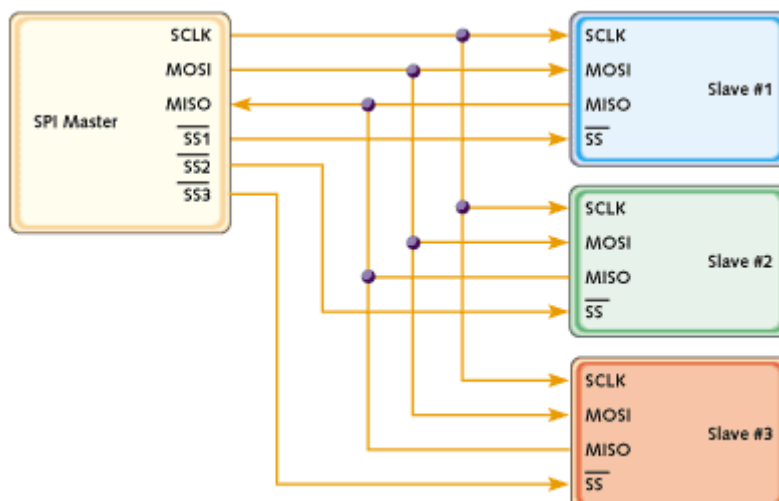 SPI Master
SCLK
MOSI
MISO
SS1
SS2
SS3
SCLK
MOSI
MISO
SS
Slave #1
SCLK
MOSI
MISO
SS
Slave #2
SCLK
MOSI
MISO
SS
Slave #3